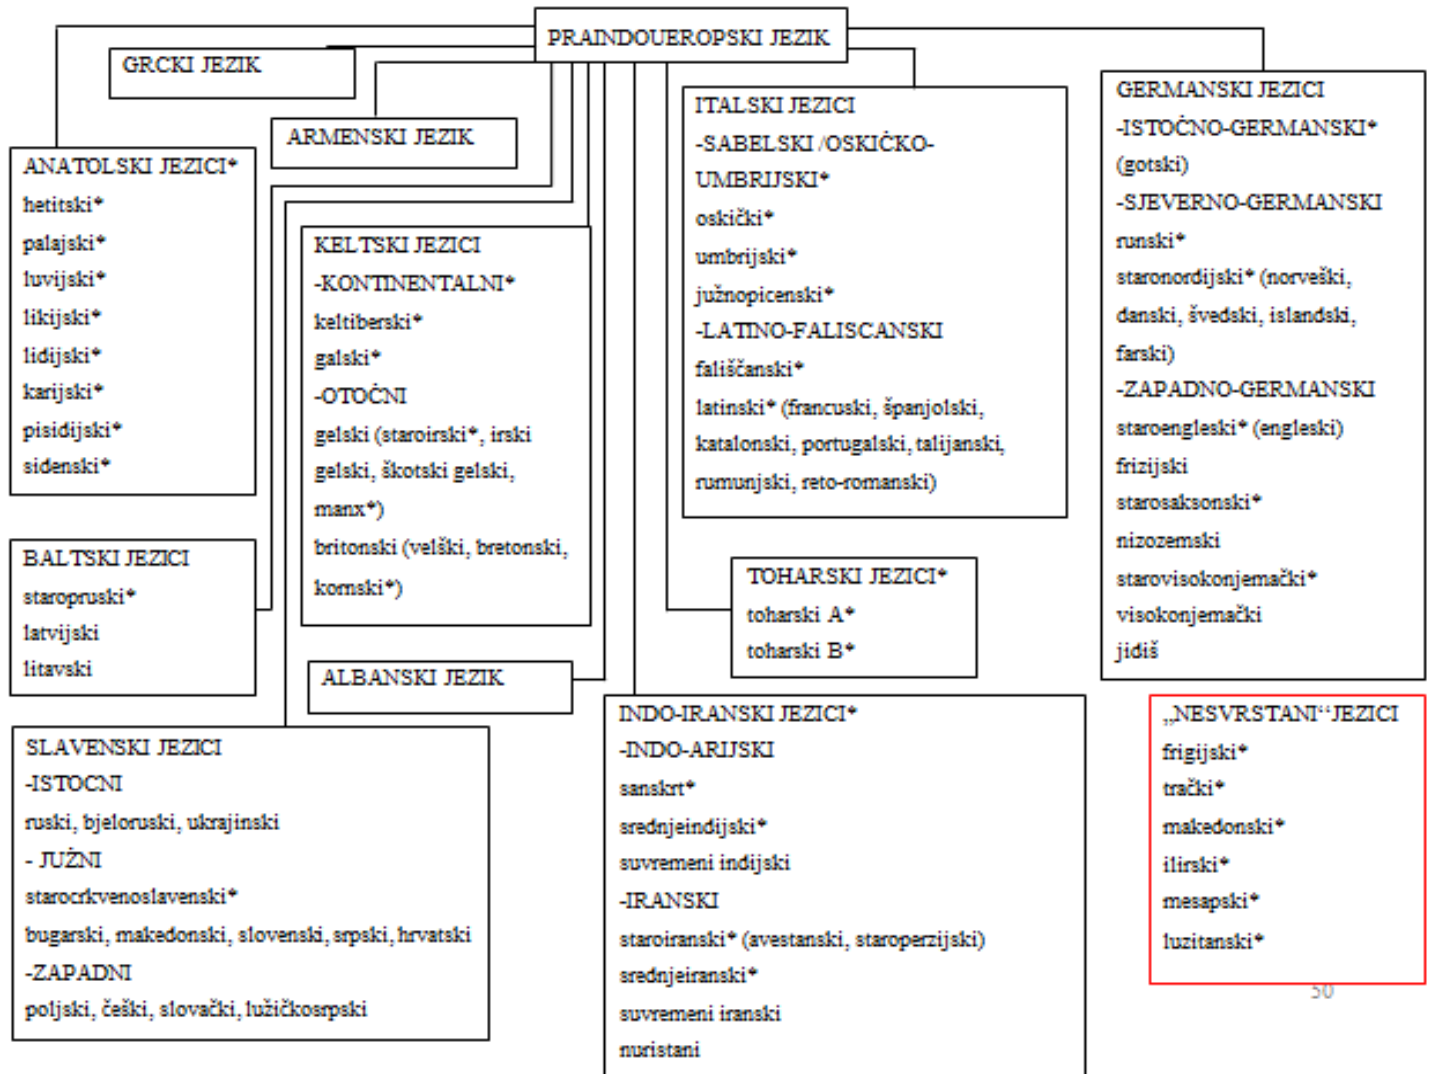 PRAINDOUEROPSKI JEZIK
GRCKI JEZIK
ARMENSKI JEZIK
ANATOLSKI JEZICI*
hetitski*
palajski*
luvijski*
likijski*
lidijski*
karijski*
pisidijski*
sidenski*
BALTSKI JEZICI
staropruski*
latvijski
litavski
KELTSKI JEZICI
-KONTINENTALNI*
keltiberski*
galski*
-OTOČNI
gelski (staroirski*, irski
gelski, škotski gelski,
manx*)
britonski (velški, bretonski,
kornski*)
ALBANSKI JEZIK
SLAVENSKI JEZICI
-ISTOCNI
ruski, bjeloruski, ukrajinski
- JUŽNI
starocrkvenoslavenski*
bugarski, makedonski, slovenski, srpski, hrvatski
-ZAPADNI
poljski, češki, slovački, lužičkosrpski
ITALSKI JEZICI
-SABELSKI /OSKIČKO-
UMBRIJSKI*
oskički*
umbrijski*
južnopicenski*
-LATINO-FALISCANSKI
fališčanski*
latinski* (francuski, španjolski,
katalonski, portugalski, talijanski,
rumunjski, reto-romanski)
TOHARSKI JEZICI*
toharski A*
toharski B*
INDO-IRANSKI JEZICI*
-INDO-ARIJSKI
sanskrt*
srednjeindijski*
suvremeni indijski
-IRANSKI
staroiranski* (avestanski, staroperzijski)
srednjeiranski*
suvremeni iranski
nuristani
GERMANSKI JEZICI
-ISTOČNO-GERMANSKI*
(gotski)
-SJEVERNO-GERMANSKI
runski*
staronordijski* (norveški,
danski, švedski, islandski,
farski)
-ZAPADNO-GERMANSKI
staroengleski* (engleski)
frizijski
starosaksonski*
nizozemski
starovisokonjemački*
visokonjemački
jidiš
„NESVRSTANI“JEZICI
frigijski*
trački*
makedonski*
ilirski*
mesapski*
luzitanski*
50